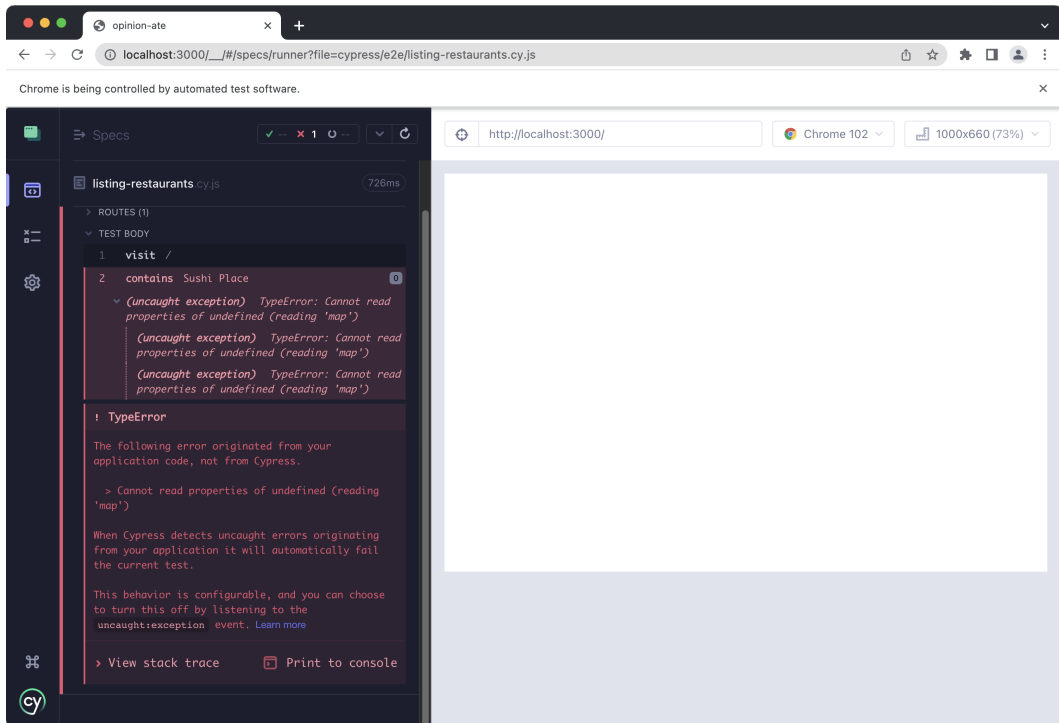 opinion-ate
localhost:3000/__/#/specs/runner?file=cypress/e2e/listing-restaurants.cy.js
Chrome is being controlled by automated test software.
Specs
-- 1 --
http://localhost:3000/
Chrome 102
1000x660 (73%)
listing-restaurants cy.js
726ms
ROUTES (1)
TEST BODY
1 visit /
2 contains Sushi Place 0
(uncaught exception) TypeError: Cannot read
properties of undefined (reading 'map')
(uncaught exception) TypeError: Cannot read
properties of undefined (reading 'map')
(uncaught exception) TypeError: Cannot read
properties of undefined (reading 'map')
! TypeError
The following error originated from your
application code, not from Cypress.
> Cannot read properties of undefined (reading
'map')
When Cypress detects uncaught errors originating
from your application it will automatically fail
the current test.
This behavior is configurable, and you can choose
to turn this off by listening to the
uncaught:exception event. Learn more
> View stack trace
Print to console
cy